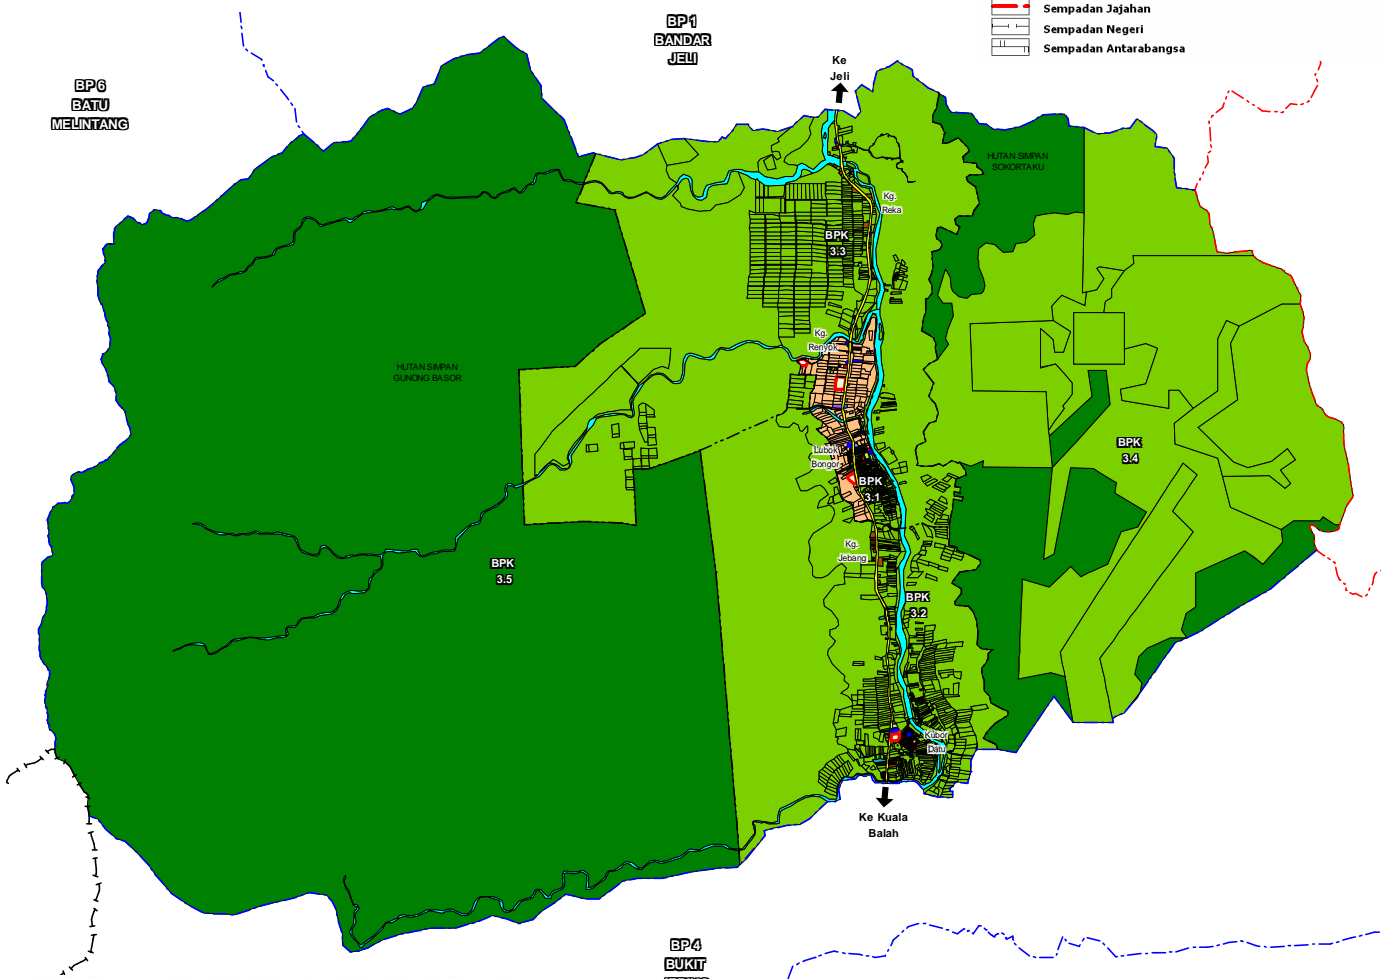 Sempadan Jajahan
Sempadan Negeri
Sempadan Antarabangsa
BP 1
BANDAR
JELI
BP 6
BATU
MELINTANG
Ke
Jeli
HUTAN SIMPAN
SOKORTAKU
Kg.
Reka
BPK
3.3
Kg.
Renyok
HUTAN SIMPAN
GUNONG BASOR
BPK
3.4
Lubok
Bongor
BPK
3.1
Kg.
Jebang
BPK
3.5
BPK
3.2
Kubor
Datu
Ke Kuala
Balah
BP 4
BUKIT